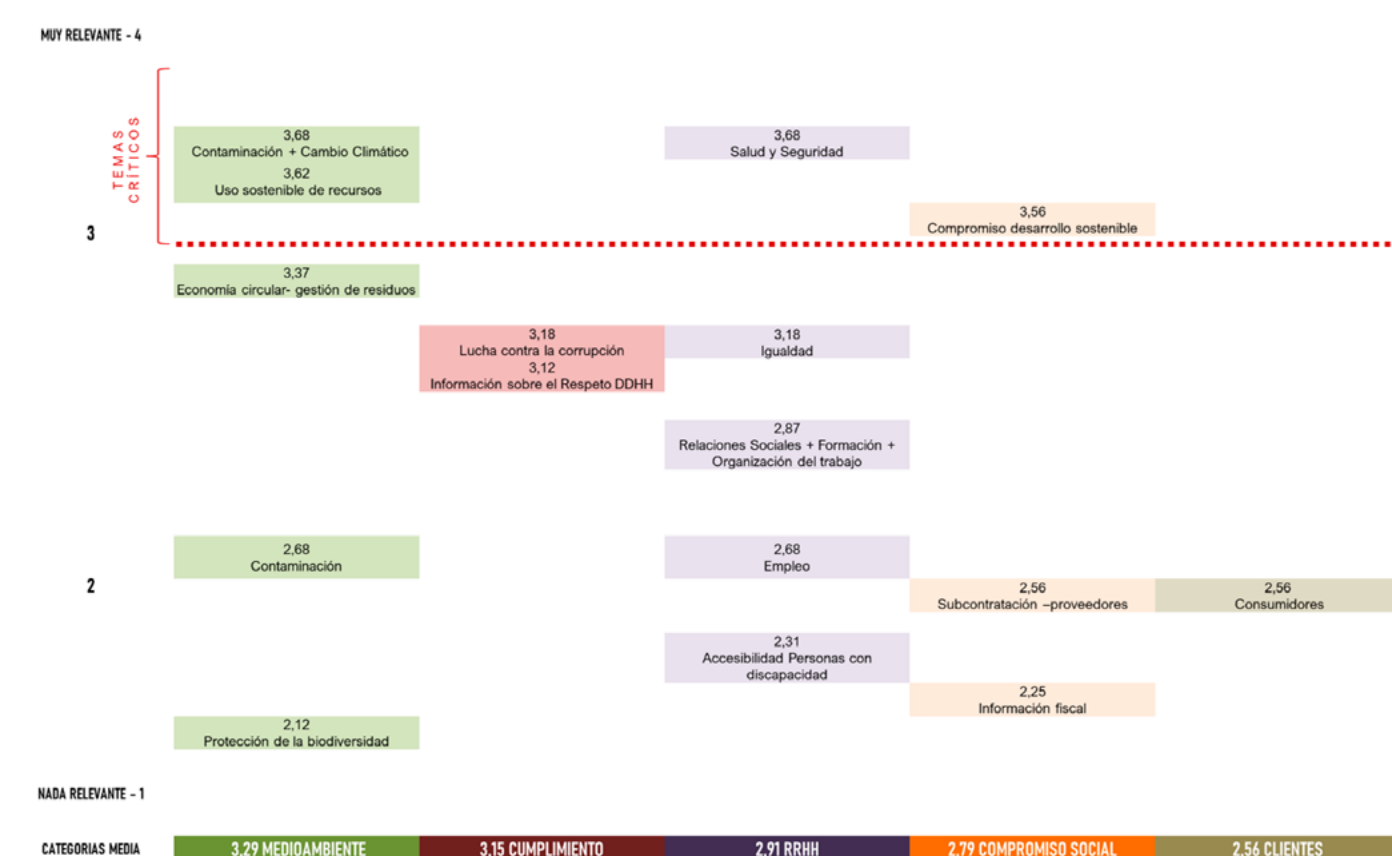 MUY RELEVANTE - 4
TEMAS
CRÍTICOS
3,68
Contaminación + Cambio Climático
3,62
Uso sostenible de recursos
3,68
Salud y Seguridad
3,56
Compromiso desarrollo sostenible
3
3,37
Economía circular- gestión de residuos
3,18
Lucha contra la corrupción
3,12
Información sobre el Respeto DDHH
3,18
Igualdad
2,87
Relaciones Sociales + Formación +
Organización del trabajo
2,68
Contaminación
2,68
Empleo
2
2,56
Subcontratación –proveedores
2,56
Consumidores
2,31
Accesibilidad Personas con
discapacidad
2,25
Información fiscal
2,12
Protección de la biodiversidad
NADA RELEVANTE - 1
CATEGORIAS MEDIA
3.29 MEDIOAMBIENTE
3.15 CUMPLIMIENTO
2.91 RRHH
2.79 COMPROMISO SOCIAL
2.56 CLIENTES